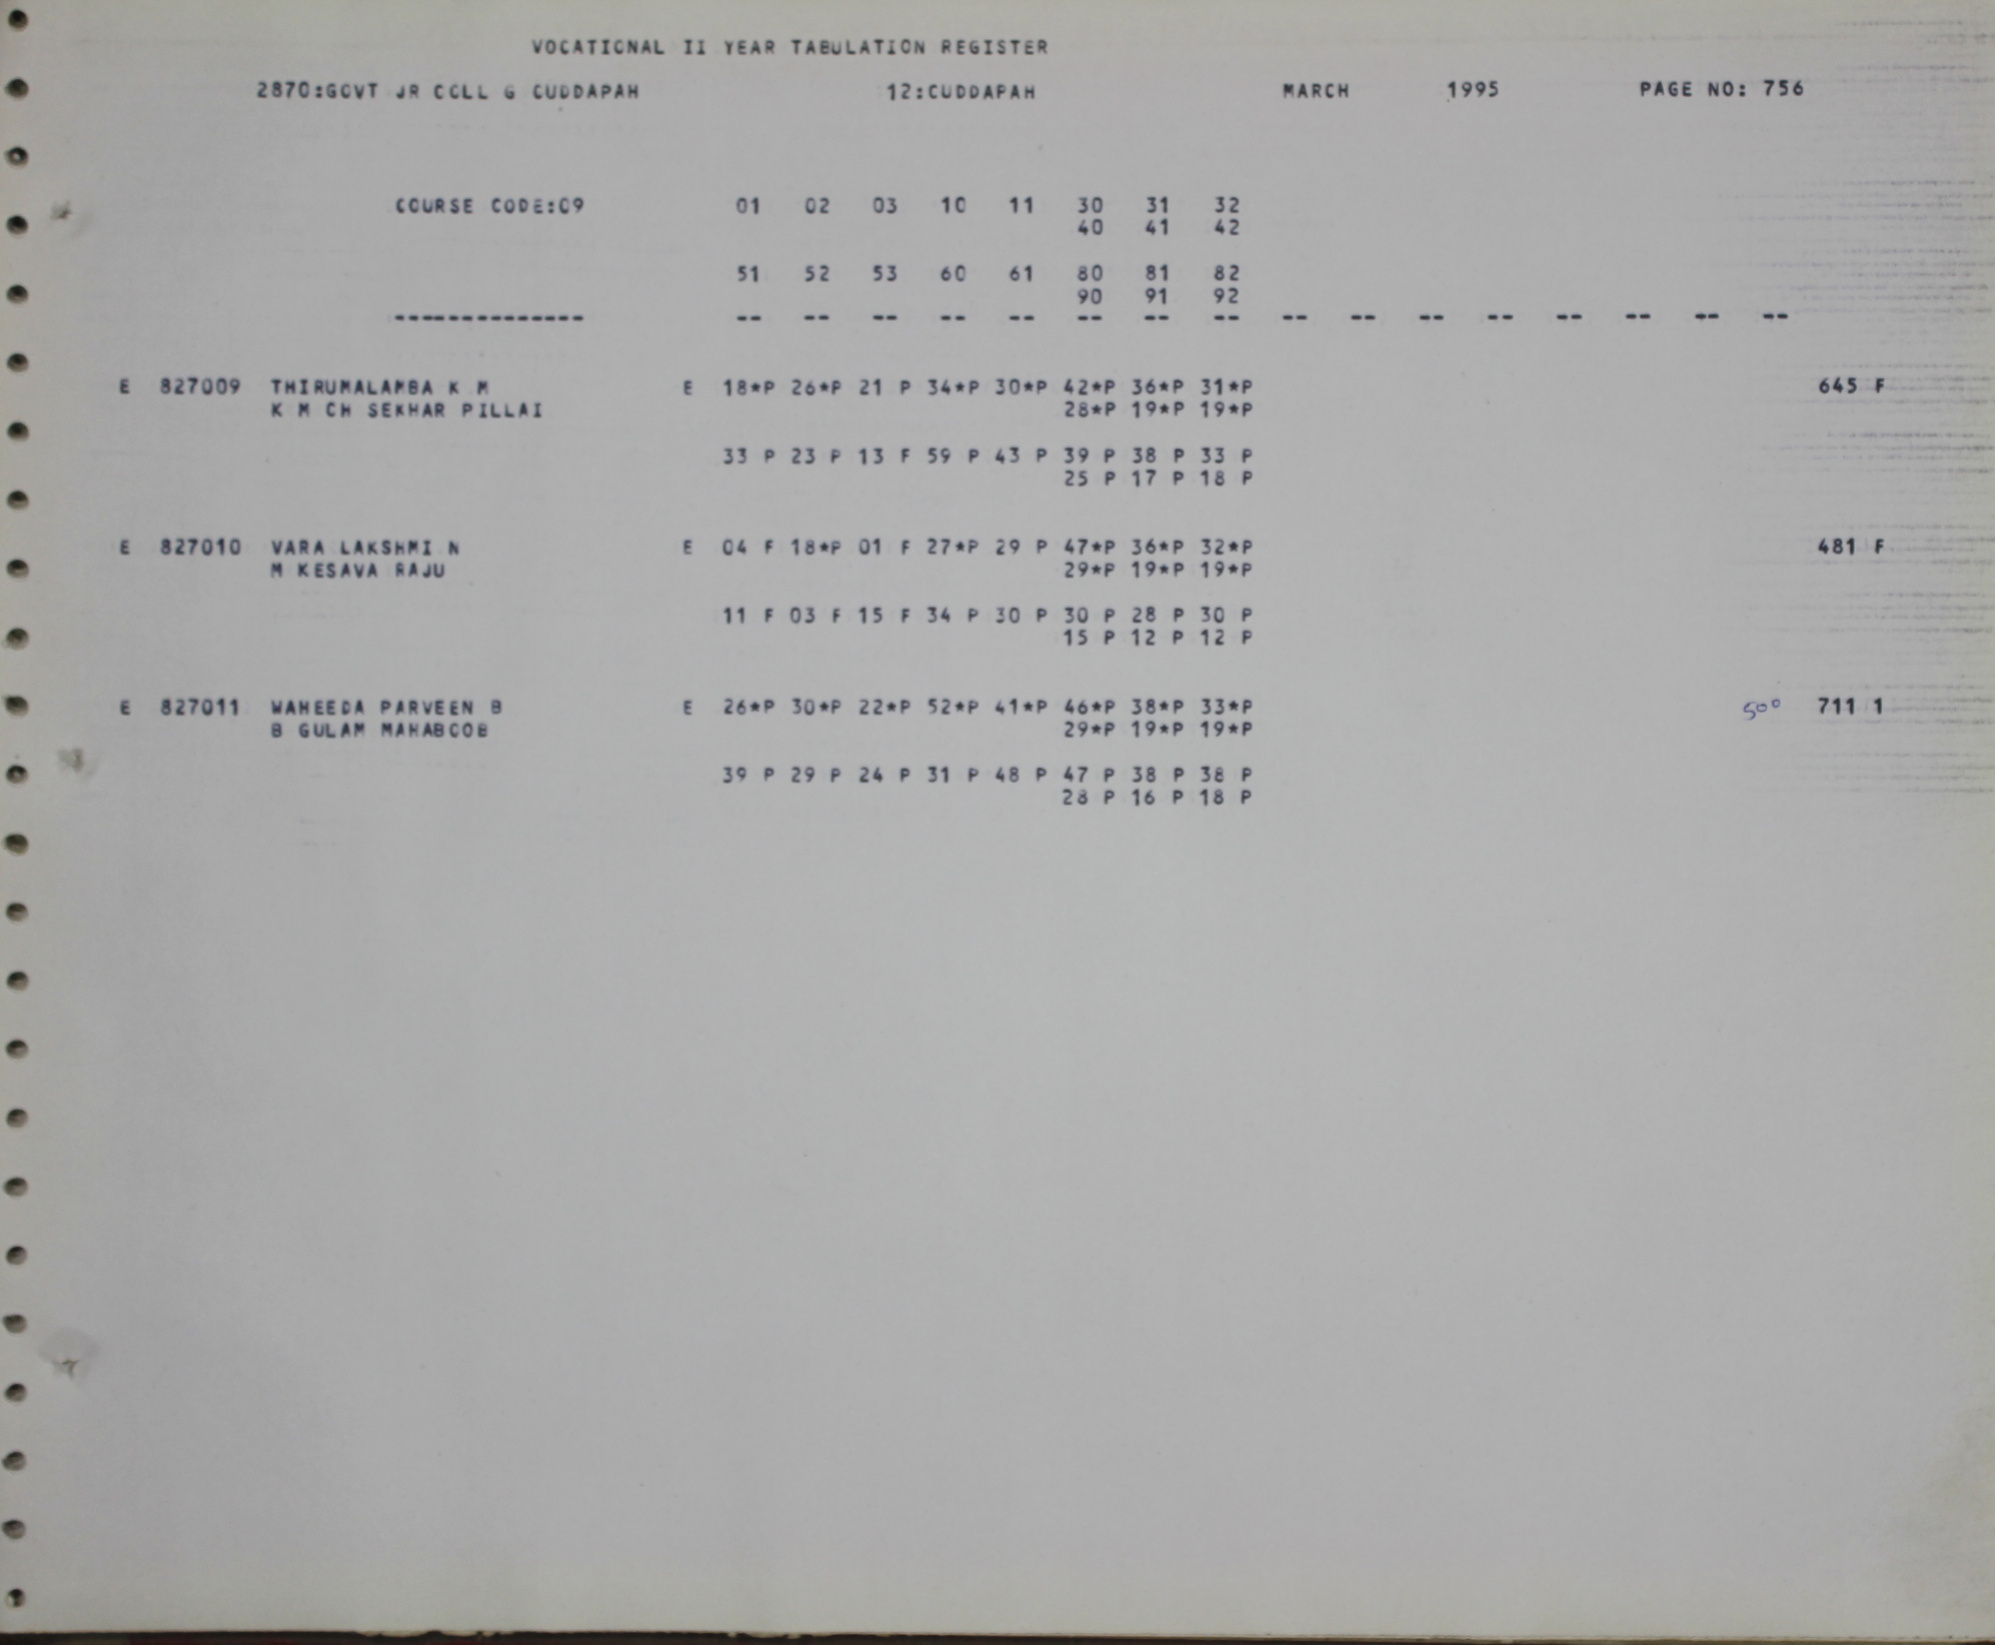 VOCATIONAL II YEAR TABULATION REGISTER
2870:GOVT JR COLL G CUDDAPAH 12:CUDDAPAH MARCH 1995 PAGE NO: 756
COURSE CODE:09 01 02 03 10 11 30 31 32
40 41 42
51 52 53 60 61 80 81 82
90 91 92
-------------- -- -- -- -- -- -- -- -- -- -- -- -- -- -- -- --
E 827009 THIRUMALAMBA K M E 18*P 26*P 21 P 34*P 30*P 42*P 36*P 31*P 645 F
K M CH SEKHAR PILLAI 28*P 19*P 19*P
33 P 23 P 13 F 59 P 43 P 39 P 38 P 33 P
25 P 17 P 18 P
E 827010 VARA LAKSHMI N E 04 F 18*P 01 F 27*P 29 P 47*P 36*P 32*P 481 F
M KESAVA RAJU 29*P 19*P 19*P
11 F 03 F 15 F 34 P 30 P 30 P 28 P 30 P
15 P 12 P 12 P
E 827011 WAHEEDA PARVEEN B E 26*P 30*P 22*P 52*P 41*P 46*P 38*P 33*P 500 711 1
B GULAM MAHABOOB 29*P 19*P 19*P
39 P 29 P 24 P 31 P 48 P 47 P 38 P 38 P
28 P 16 P 18 P